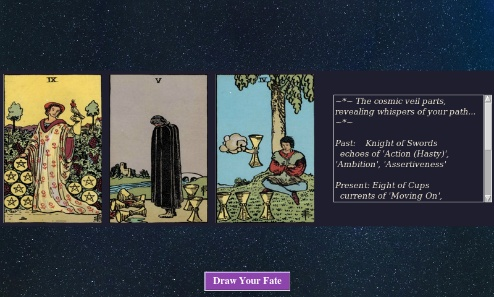 IX
V
IV
~*~ The cosmic veil parts,
revealing whispers of your path...
~*~
Past: Knight of Swords
echoes of 'Action (Hasty)',
'Ambition', 'Assertiveness'
Present: Eight of Cups
currents of 'Moving On',
Draw Your Fate